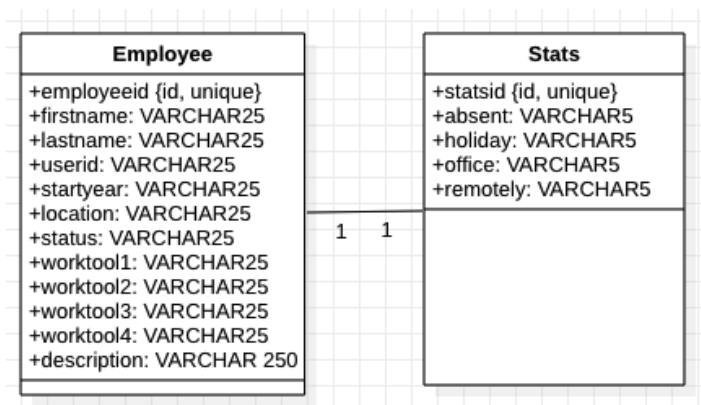 Employee
+employeeid {id, unique}
+firstname: VARCHAR25
+lastname: VARCHAR25
+userid: VARCHAR25
+startyear: VARCHAR25
+location: VARCHAR25
+status: VARCHAR25
+worktool1: VARCHAR25
+worktool2: VARCHAR25
+worktool3: VARCHAR25
+worktool4: VARCHAR25
+description: VARCHAR 250
1
1
Stats
+statsid {id, unique}
+absent: VARCHAR5
+holiday: VARCHAR5
+office: VARCHAR5
+remotely: VARCHAR5